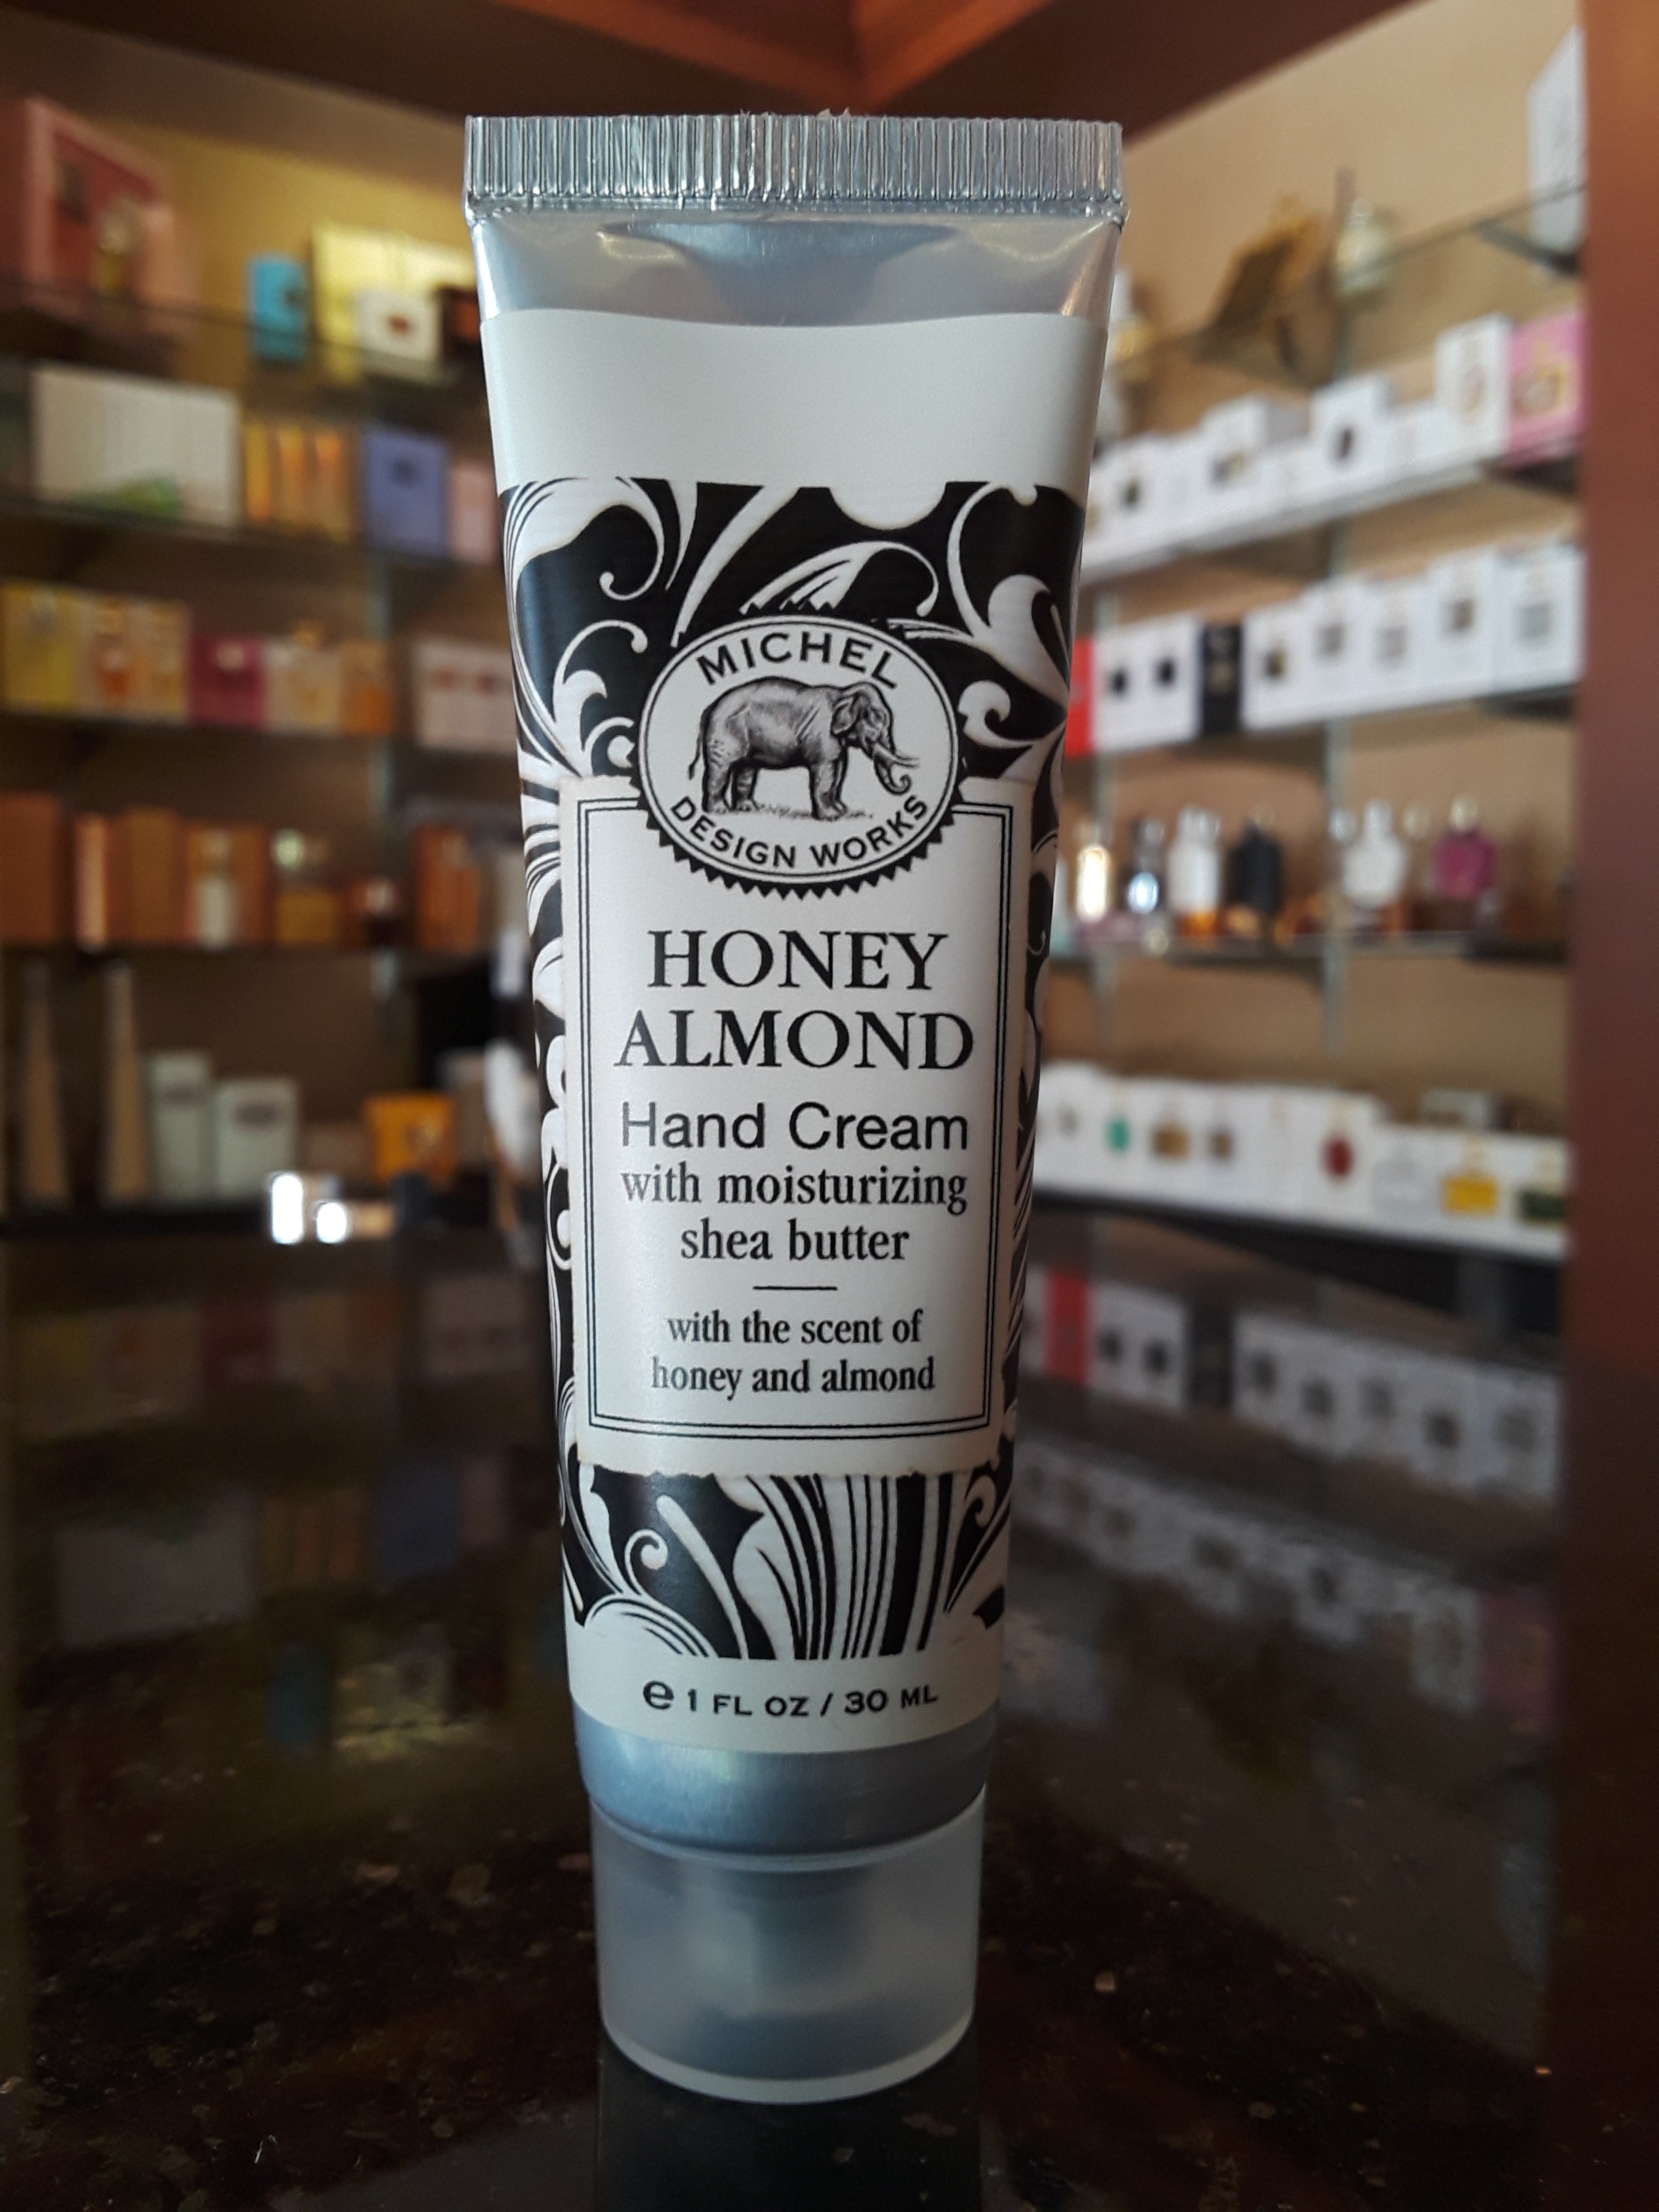 MICHEL
DESIGN WORKS
HONEY
ALMOND
Hand Cream
with moisturizing
shea butter
with the scent of
honey and almond
℮ 1 FL OZ / 30 ML